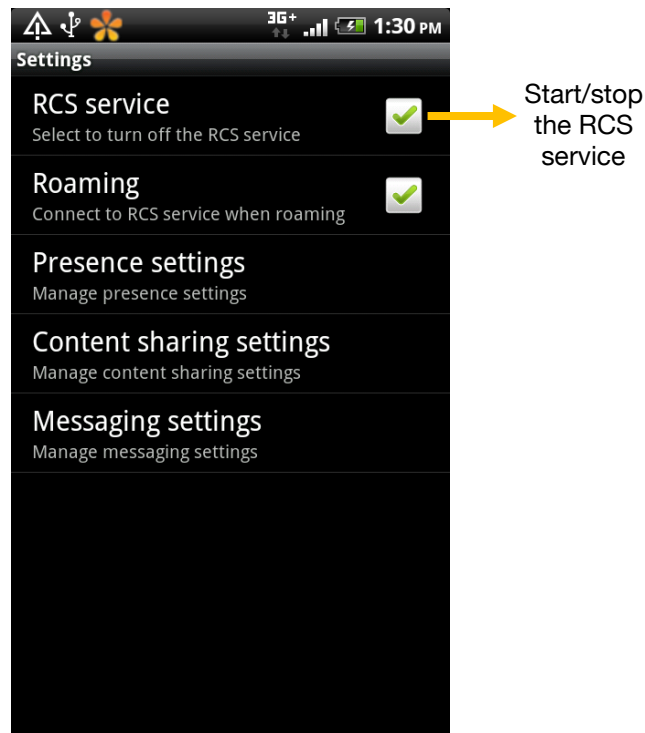 3G+ 1:30 PM
Settings
RCS service
Select to turn off the RCS service
Roaming
Connect to RCS service when roaming
Presence settings
Manage presence settings
Content sharing settings
Manage content sharing settings
Messaging settings
Manage messaging settings
Start/stop
the RCS
service